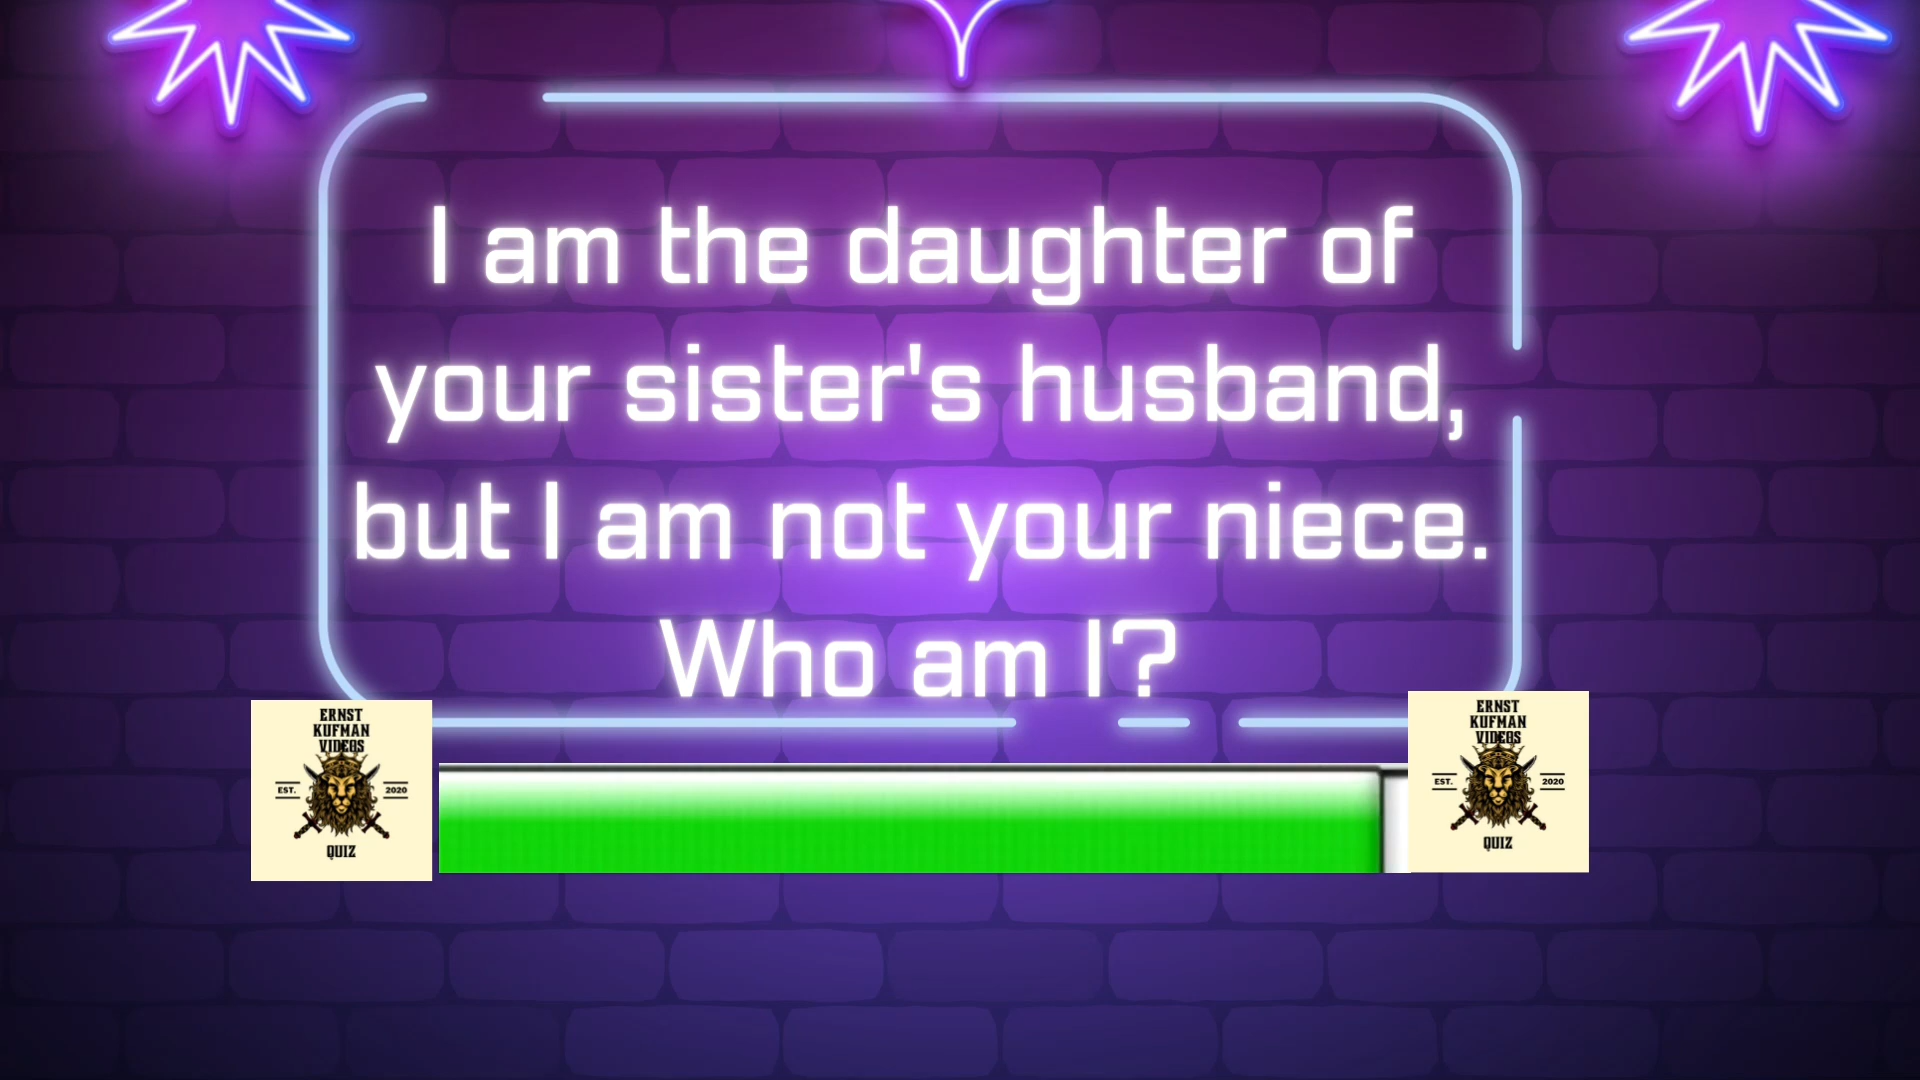 I am the daughter of
your sister's husband,
but I am not your niece.
Who am I?
ERNST
KUFMAN
VIDEOS
EST.
2020
QUIZ
ERNST
KUFMAN
VIDEOS
EST.
2020
QUIZ